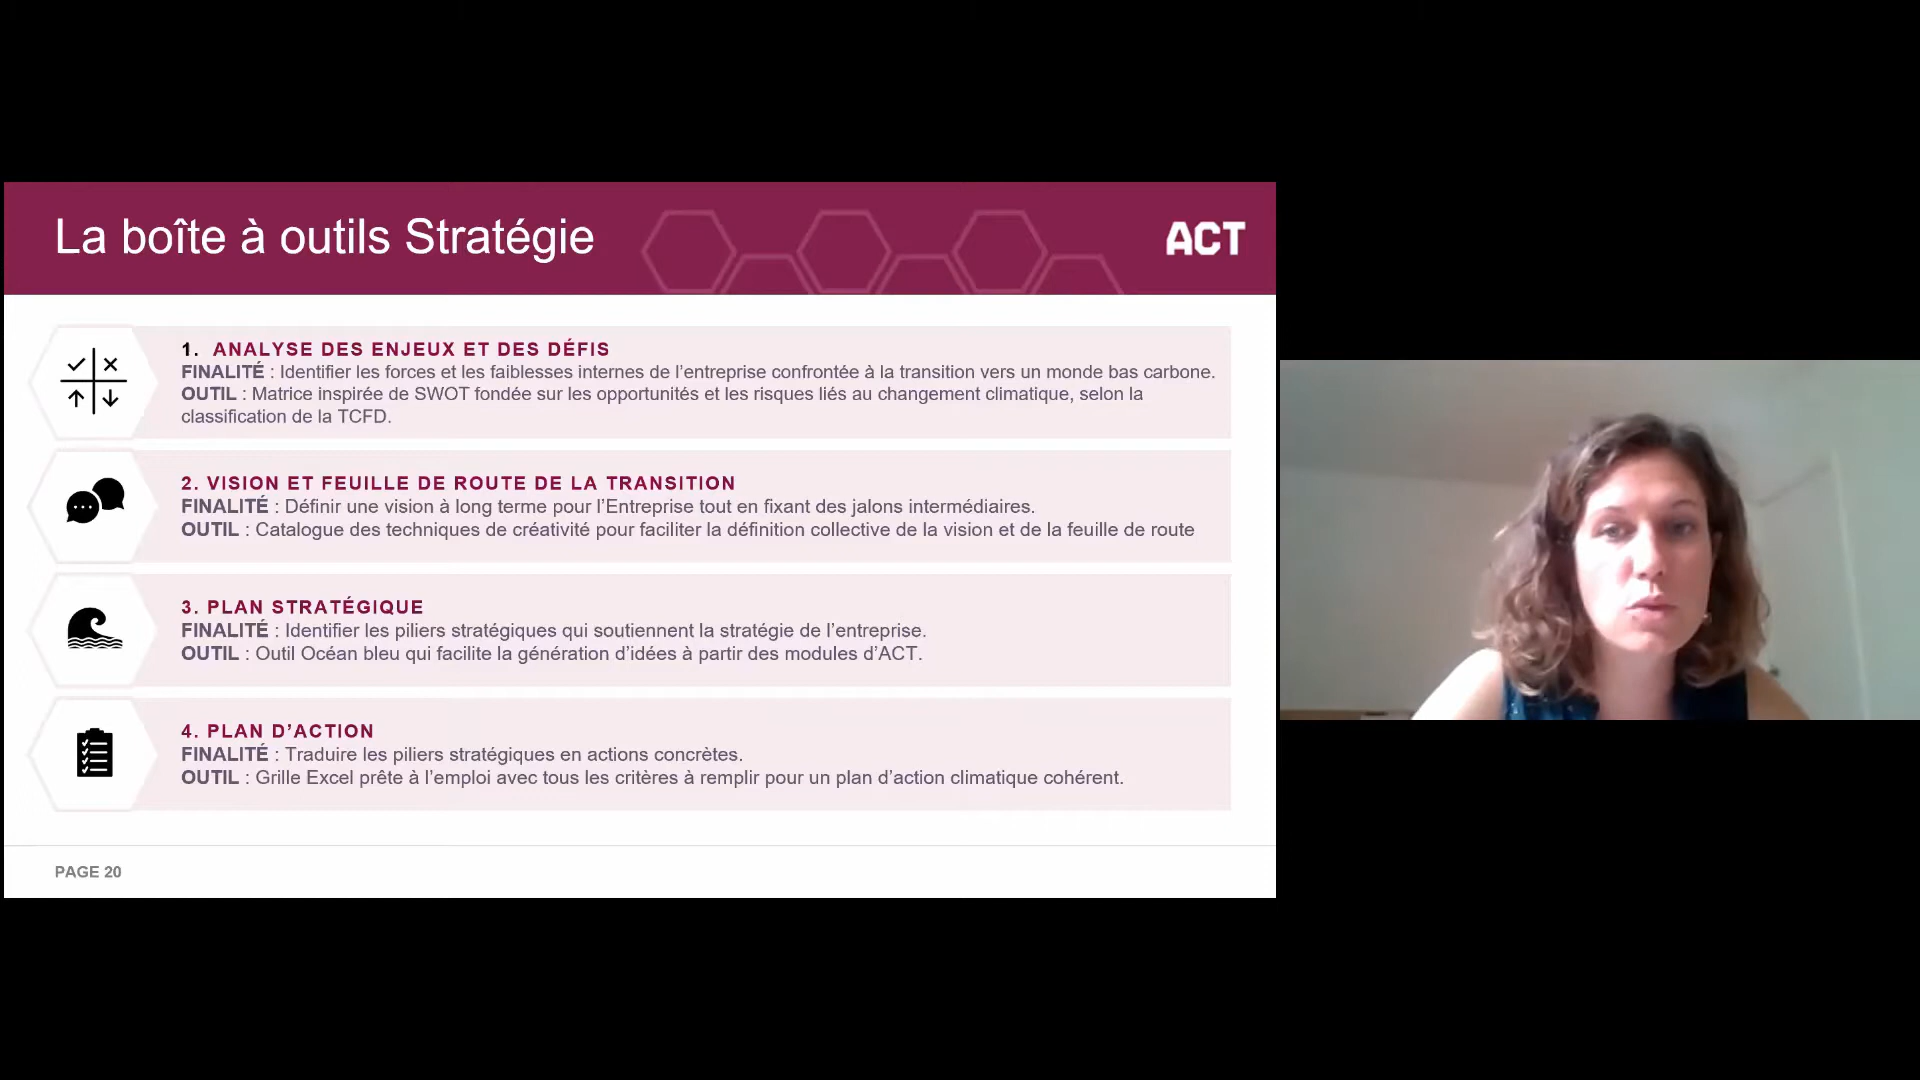 La boîte à outils Stratégie
ACT
1. ANALYSE DES ENJEUX ET DES DÉFIS
FINALITÉ : Identifier les forces et les faiblesses internes de l’entreprise confrontée à la transition vers un monde bas carbone.
OUTIL : Matrice inspirée de SWOT fondée sur les opportunités et les risques liés au changement climatique, selon la
classification de la TCFD.
2. VISION ET FEUILLE DE ROUTE DE LA TRANSITION
FINALITÉ : Définir une vision à long terme pour l’Entreprise tout en fixant des jalons intermédiaires.
OUTIL : Catalogue des techniques de créativité pour faciliter la définition collective de la vision et de la feuille de route
3. PLAN STRATÉGIQUE
FINALITÉ : Identifier les piliers stratégiques qui soutiennent la stratégie de l’entreprise.
OUTIL : Outil Océan bleu qui facilite la génération d’idées à partir des modules d’ACT.
4. PLAN D’ACTION
FINALITÉ : Traduire les piliers stratégiques en actions concrètes.
OUTIL : Grille Excel prête à l’emploi avec tous les critères à remplir pour un plan d’action climatique cohérent.
PAGE 20